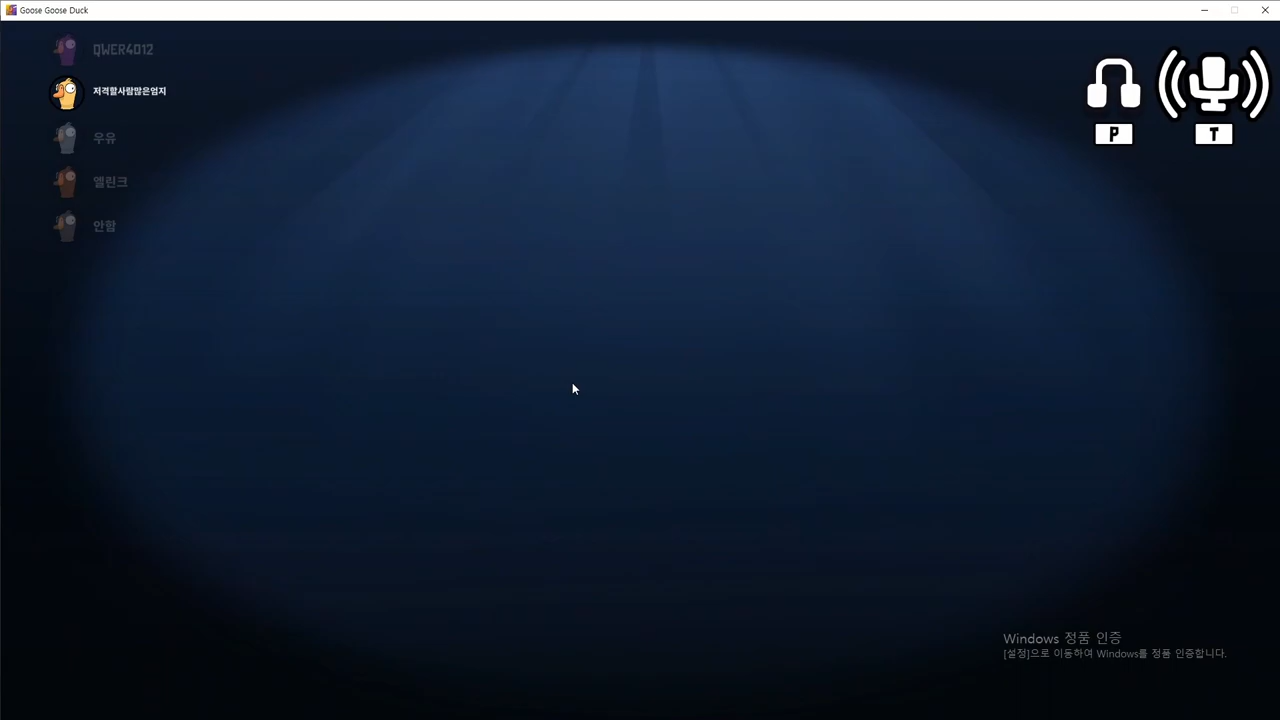 Goose Goose Duck
QWER4012
저격할사람많은엄지
우유
엘린크
안함
P
T
Windows 정품 인증
[설정]으로 이동하여 Windows를 정품 인증합니다.